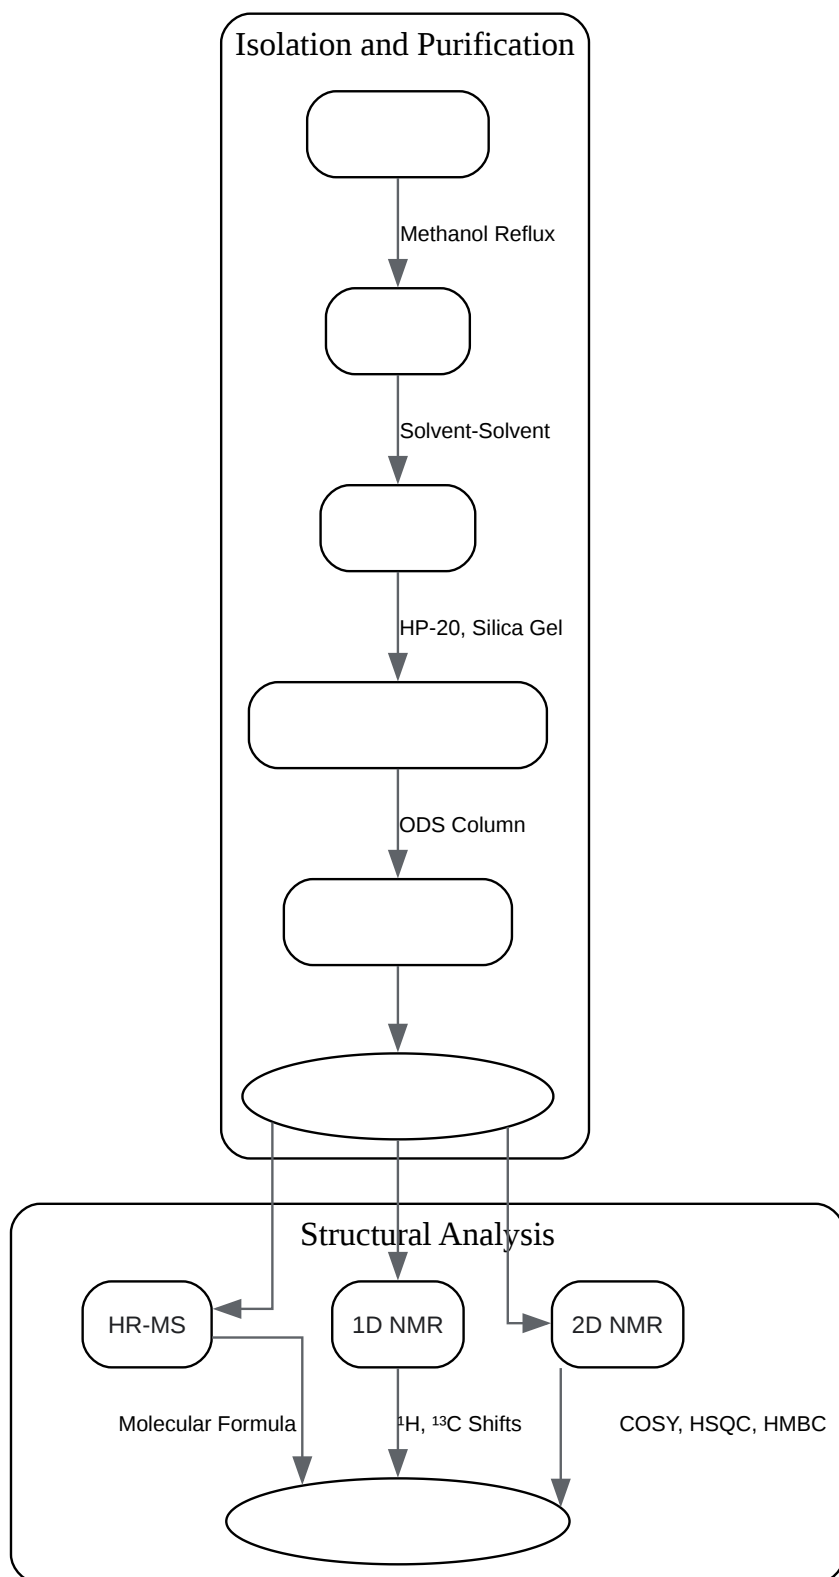 Isolation and Purification
Methanol Reflux
Solvent-Solvent
HP-20, Silica Gel
ODS Column
Structural Analysis
HR-MS
1D NMR
2D NMR
Molecular Formula
¹H, ¹³C Shifts
COSY, HSQC, HMBC